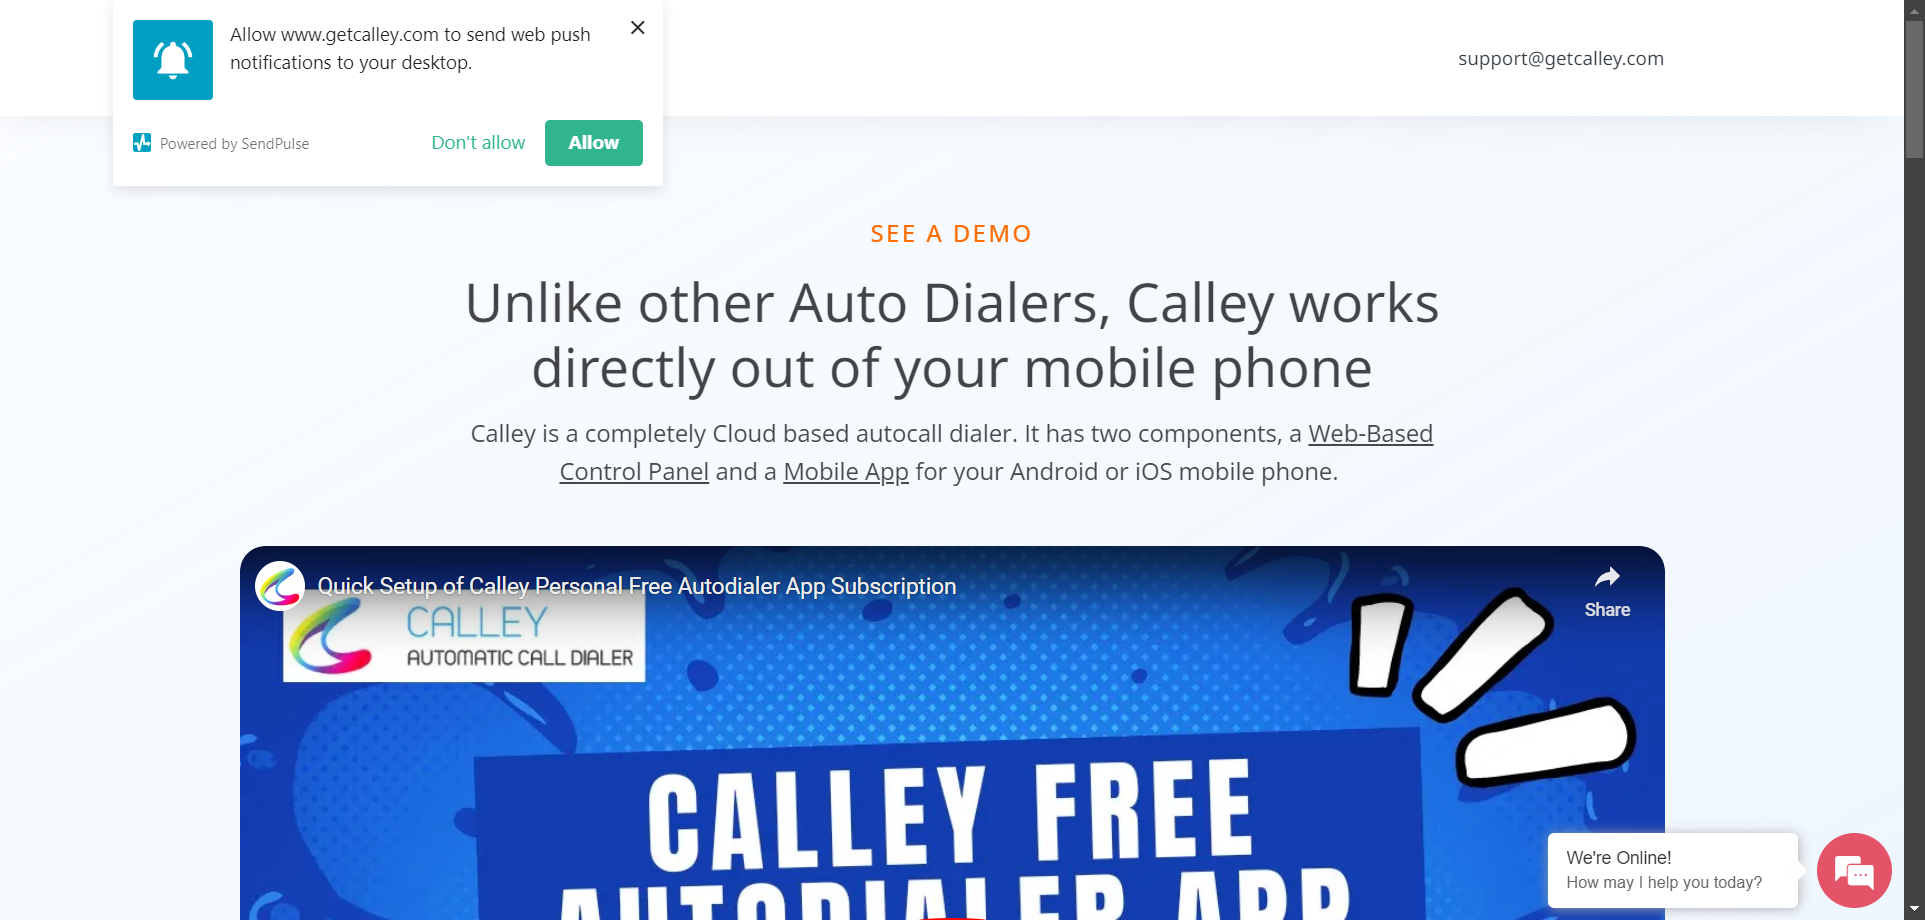 Allow www.getcalley.com to send web push
notifications to your desktop.
Powered by SendPulse
Don't allow
Allow
support@getcalley.com
SEE A DEMO
Unlike other Auto Dialers, Calley works
directly out of your mobile phone
Calley is a completely Cloud based autocall dialer. It has two components, a Web-Based
Control Panel and a Mobile App for your Android or iOS mobile phone.
Quick Setup of Calley Personal Free Autodialer App Subscription
Share
CALLEY
AUTOMATIC CALL DIALER
CALLEY FREE
AUTODIALER APP
We're Online!
How may I help you today?